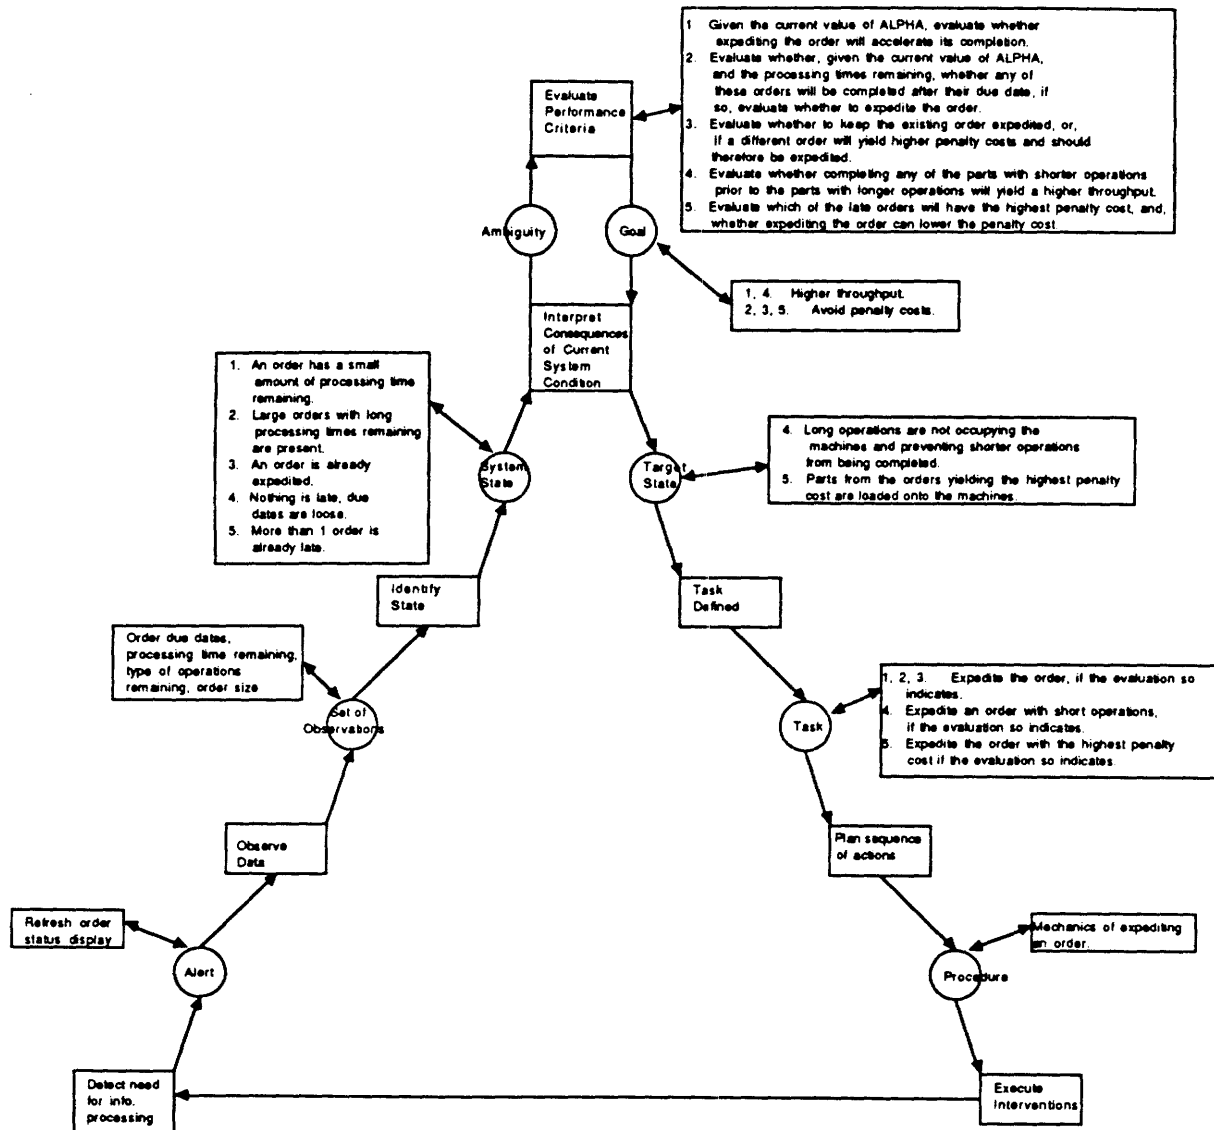 1 Given the current value of ALPHA, evaluate whether
expediting the order will accelerate its completion.
2. Evaluate whether, given the current value of ALPHA,
and the processing times remaining, whether any of
these orders will be completed after their due date, if
so, evaluate whether to expedite the order.
3. Evaluate whether to keep the existing order expedited, or,
if a different order will yield higher penalty costs and should
therefore be expedited.
4. Evaluate whether completing any of the parts with shorter operations
prior to the parts with longer operations will yield a higher throughput.
5. Evaluate which of the late orders will have the highest penalty cost, and,
whether expediting the order can lower the penalty cost.
Evaluate
Performance
Criteria
Ambiguity
Goal
1, 4. Higher throughput.
2, 3, 5. Avoid penalty costs.
Interpret
Consequences
of Current
System
Condition
1. An order has a small
amount of processing time
remaining.
2. Large orders with long
processing times remaining
are present.
3. An order is already
expedited.
4. Nothing is late, due
dates are loose.
5. More than 1 order is
already late.
System
State
Target
State
4. Long operations are not occupying the
machines and preventing shorter operations
from being completed.
5. Parts from the orders yielding the highest penalty
cost are loaded onto the machines.
Identify
State
Task
Defined
Order due dates,
processing time remaining,
type of operations
remaining, order size
Set of
Observations
Task
1, 2, 3. Expedite the order, if the evaluation so
indicates.
4. Expedite an order with short operations,
if the evaluation so indicates.
5. Expedite the order with the highest penalty
cost if the evaluation so indicates.
Observe
Data
Plan sequence
of actions
Refresh order
status display
Alert
Mechanics of expediting
an order.
Procedure
Detect need
for info.
processing
Execute
Interventions